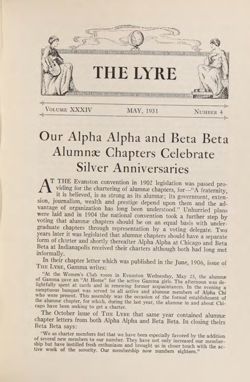 THE LYRE
VOLUME XXXIV MAY, 1931 NUMBER 4
Our Alpha Alpha and Beta Beta
Alumnæ Chapters Celebrate
Silver Anniversaries
AT THE Evanston convention in 1902 legislation was passed pro-
viding for the chartering of alumnæ chapters, for—"A fraternity,
it is believed, is as strong as its alumnæ; its government, exten-
sion, journalism, wealth and prestige depend upon them and the ad-
vantage of organization has long been understood." Unhurried plans
were laid and in 1904 the national convention took a further step by
voting that alumnæ chapters should be on an equal basis with under-
graduate chapters through representation by a voting delegate. Two
years later it was legislated that alumnæ chapters should have a separate
form of charter and shortly thereafter Alpha Alpha at Chicago and Beta
Beta at Indianapolis received their charters although both had long met
informally.
In their chapter letter which was published in the June, 1906, issue of
THE LYRE, Gamma writes:
"At the Woman's Club room in Evanston Wednesday, May 23, the alumnæ
of Gamma gave an "At Home" for the active Gamma girls. The afternoon was de-
lightfully spent at cards and in renewing former acquaintances. In the evening a
sumptuous banquet was served to all active and alumnæ members of Alpha Chi
who were present. This assembly was the occasion of the formal establishment of
the alumnæ chapter, for which, during the last year, the alumnæ in and about Chi-
cago have been seeking to get a charter.
The October issue of THE LYRE that same year contained alumnæ
chapter letters from both Alpha Alpha and Beta Beta. In closing theirs
Beta Beta says:
"We as charter members feel that we have been especially favored by the addition
of several new members to our number. They have not only increased our member-
ship but have instilled fresh enthusiasm and brought us in closer touch with the ac-
tive work of the sorority. Our membership now numbers eighteen."